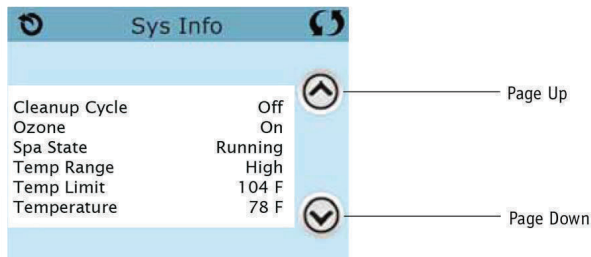 Sys Info
Cleanup Cycle Off
Ozone On
Spa State Running
Temp Range High
Temp Limit 104 F
Temperature 78 F
Page Up
Page Down